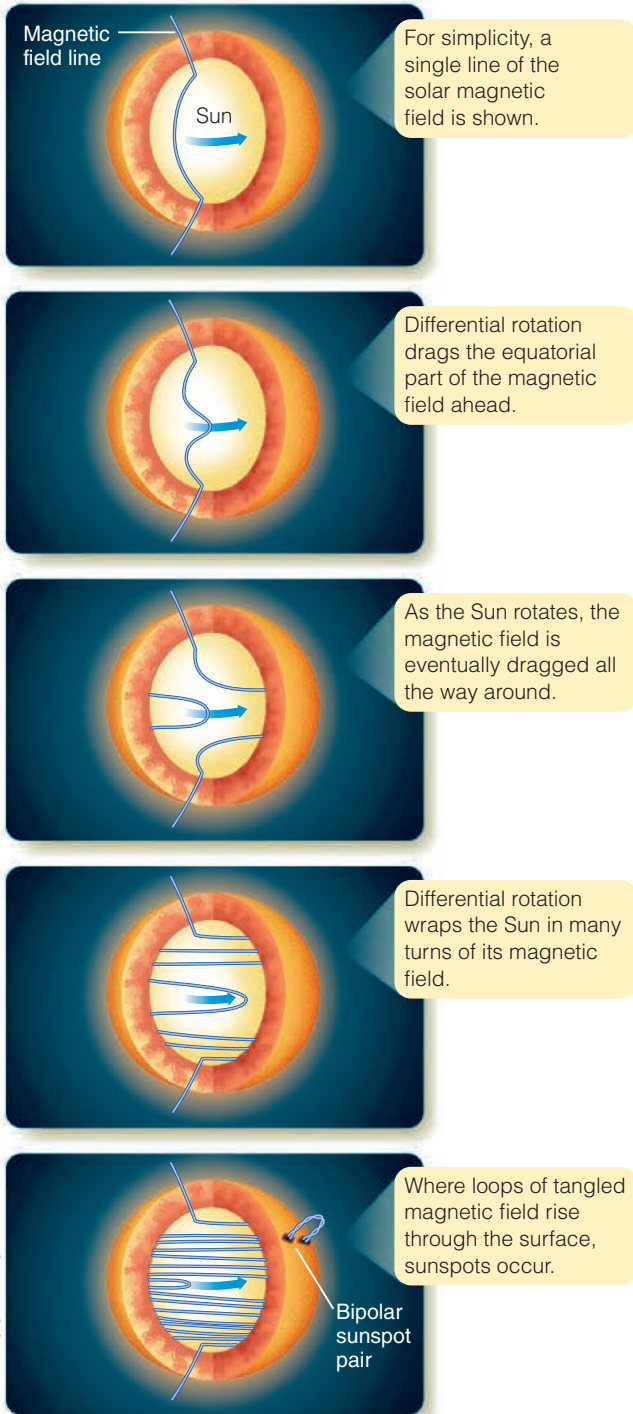 Magnetic
field line
Sun
For simplicity, a
single line of the
solar magnetic
field is shown.
Differential rotation
drags the equatorial
part of the magnetic
field ahead.
As the Sun rotates, the
magnetic field is
eventually dragged all
the way around.
Differential rotation
wraps the Sun in many
turns of its magnetic
field.
Where loops of tangled
magnetic field rise
through the surface,
sunspots occur.
Bipolar
sunspot
pair